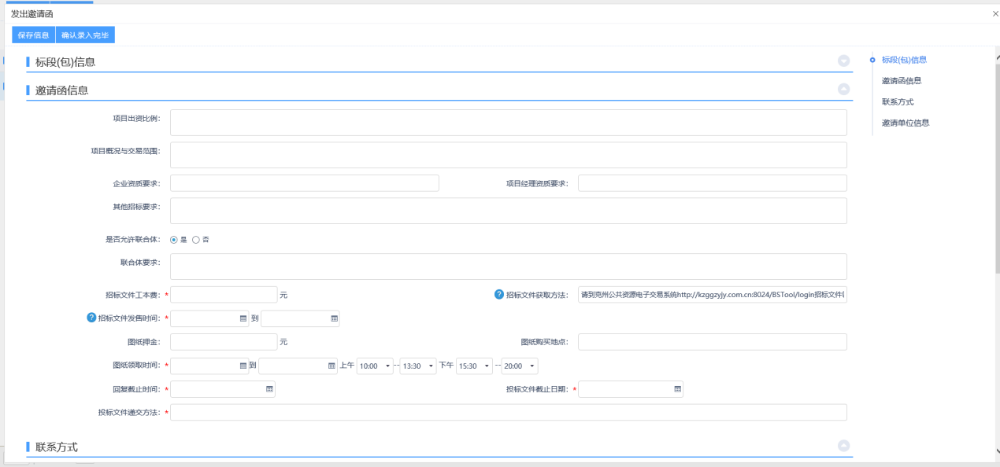 发出邀请函
×
保存信息 确认录入完毕
标段(包)信息
邀请函信息
项目出资比例：
项目概况与交易范围：
企业资质要求： 项目经理资质要求：
其他招标要求：
是否允许联合体： 是 否
联合体要求：
招标文件工本费： * 元 ? 招标文件获取方法： 请到克州公共资源电子交易系统http://kzggzyjy.com.cn:8024/BSTool/login招标文件
? 招标文件发售时间： * 到
图纸押金： 元 图纸购买地点：
图纸领取时间： * 到 上午 10:00 -- 13:30 下午 15:30 -- 20:00
回复截止时间： * 投标文件截止日期： *
投标文件递交方法： *
联系方式
标段(包)信息
邀请函信息
联系方式
邀请单位信息